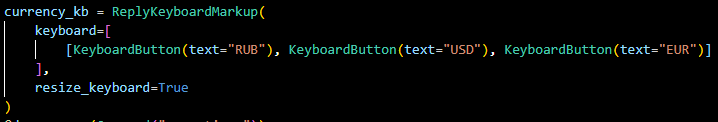 currency_kb = ReplyKeyboardMarkup(
    keyboard=[
        [KeyboardButton(text="RUB"), KeyboardButton(text="USD"), KeyboardButton(text="EUR")]
    ],
    resize_keyboard=True
)